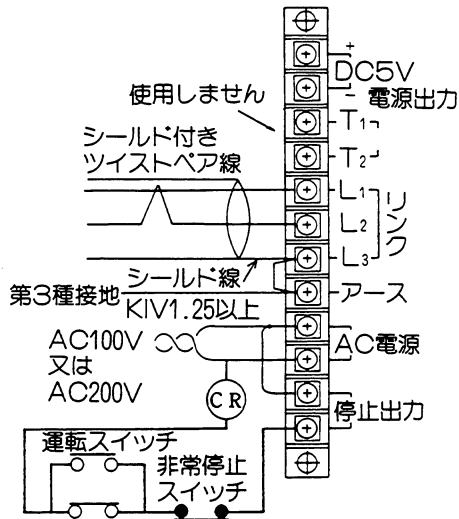 +
DC5V
−
電源出力
使用しません
T1
T2
シールド付き
ツイストペア線
L1
L2
L3
リンク
シールド線
第3種接地
KIV1.25以上
アース
AC100V
又は
AC200V
AC電源
CR
停止出力
運転スイッチ
非常停止
スイッチ